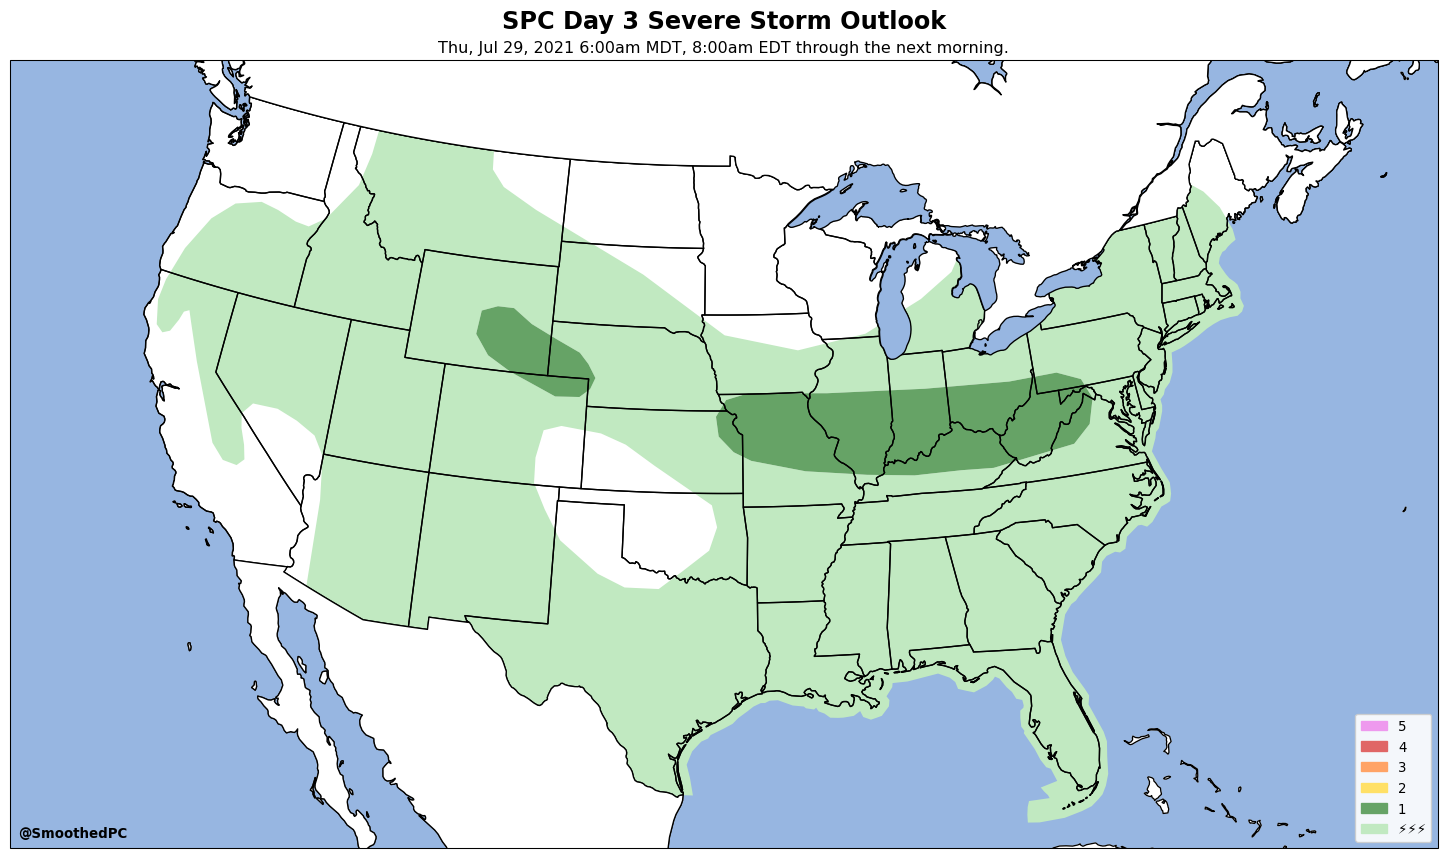 SPC Day 3 Severe Storm Outlook
Thu, Jul 29, 2021 6:00am MDT, 8:00am EDT through the next morning.
5
4
3
2
1
⚡⚡⚡
@SmoothedPC